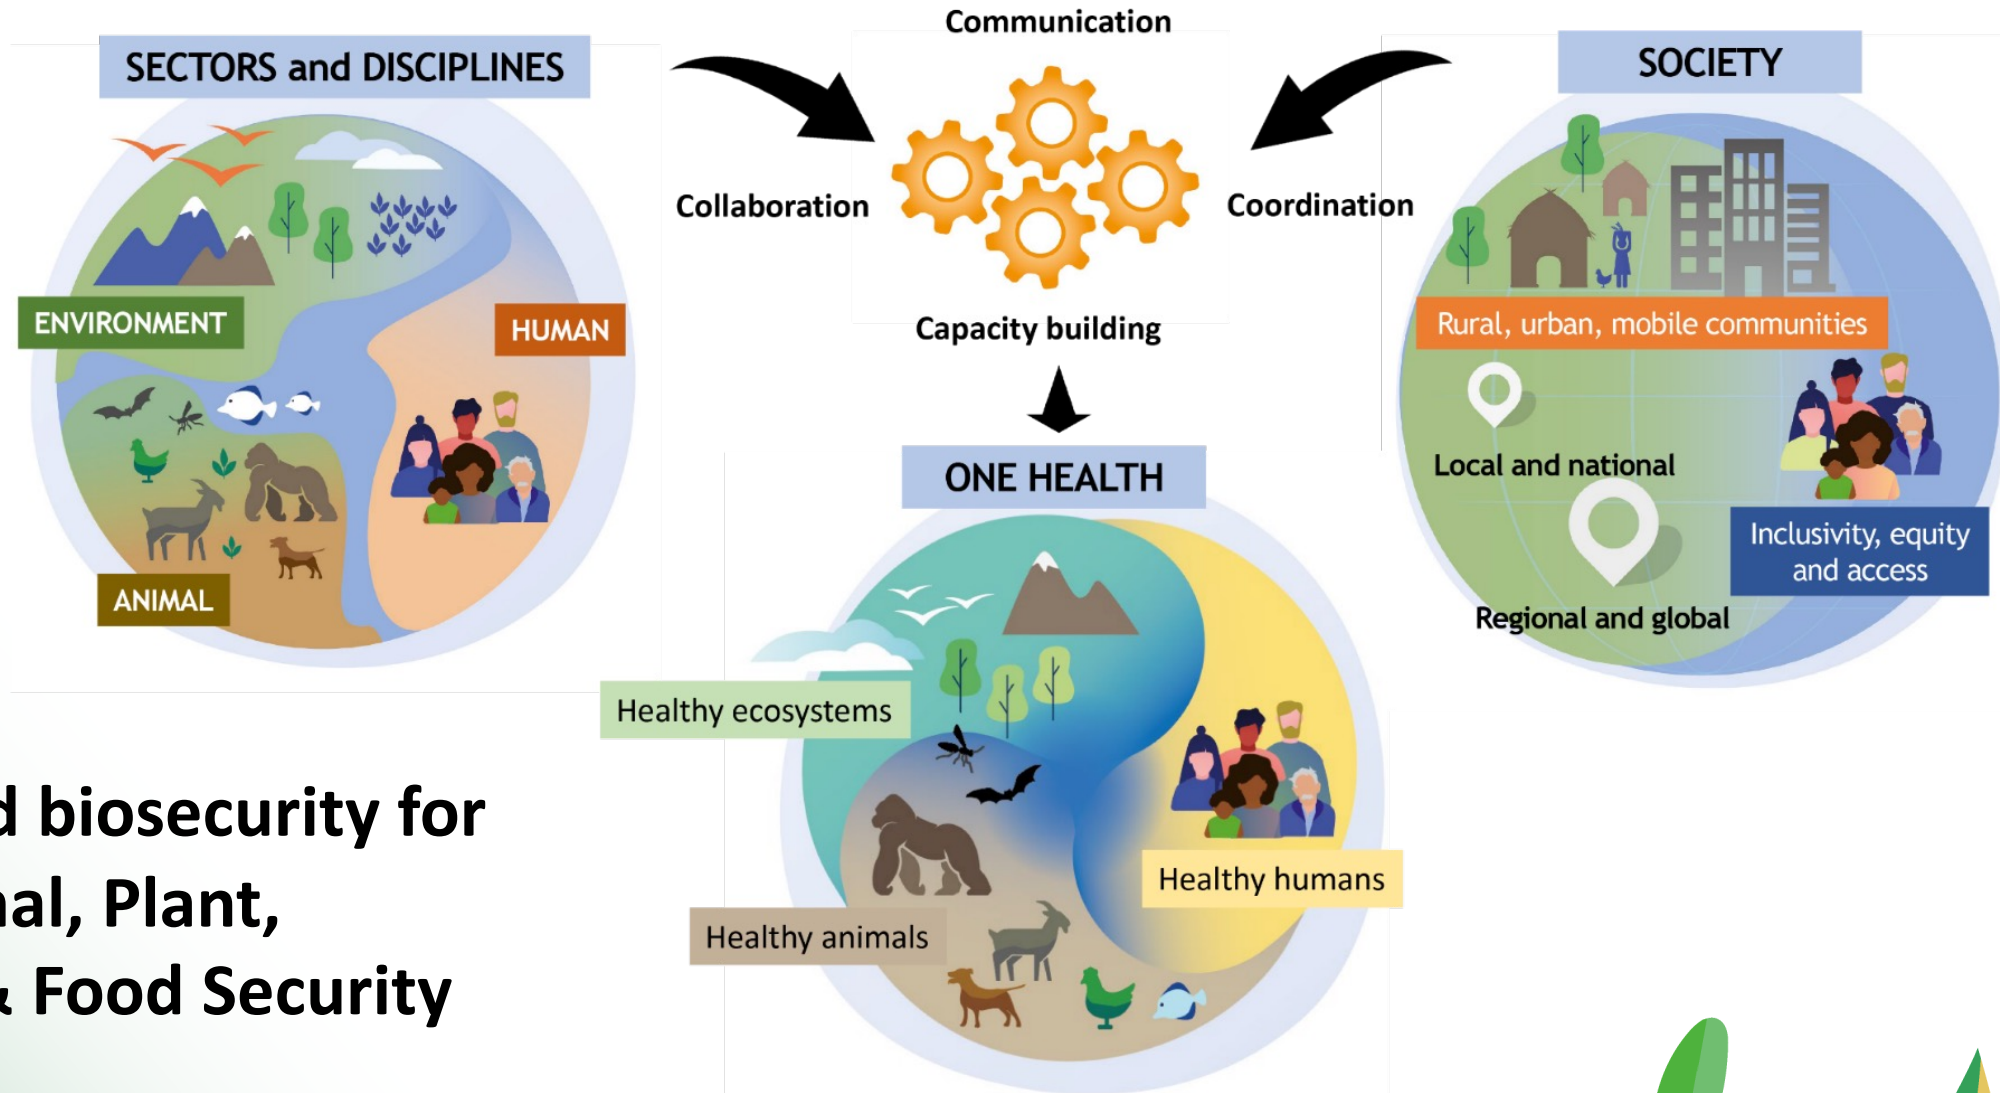 SECTORS and DISCIPLINES
ENVIRONMENT
HUMAN
ANIMAL
Communication
Collaboration
Coordination
Capacity building
SOCIETY
Rural, urban, mobile communities
Local and national
Regional and global
Inclusivity, equity
and access
ONE HEALTH
Healthy ecosystems
Healthy humans
Healthy animals
biosecurity for
Plant,
& Food Security